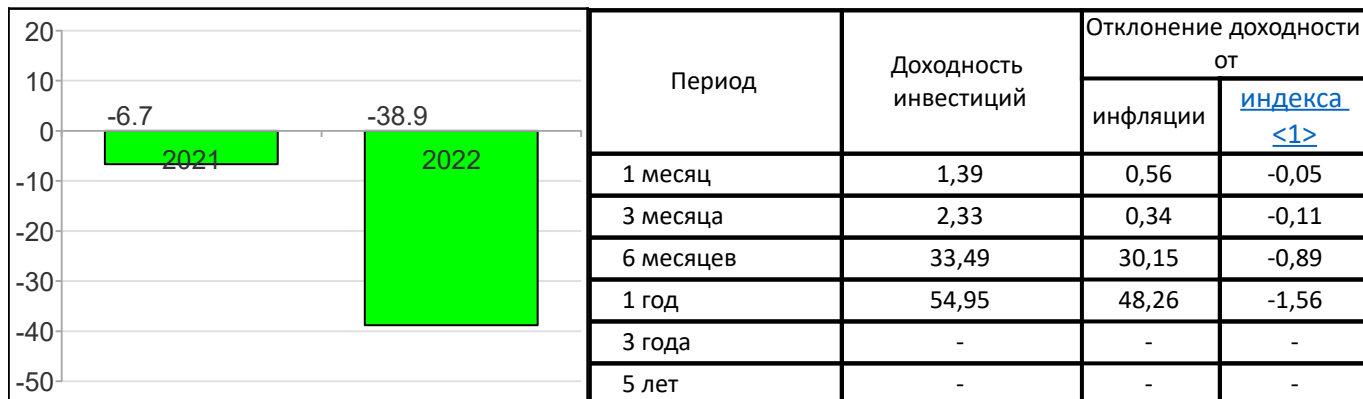 20
10
0
-10
-20
-30
-40
-50
-6.7
-38.9
2021
2022
Период
Доходность
инвестиций
Отклонение доходности
от
инфляции
индекса
<1>
1 месяц 1,39 0,56 -0,05
3 месяца 2,33 0,34 -0,11
6 месяцев 33,49 30,15 -0,89
1 год 54,95 48,26 -1,56
3 года - - -
5 лет - - -